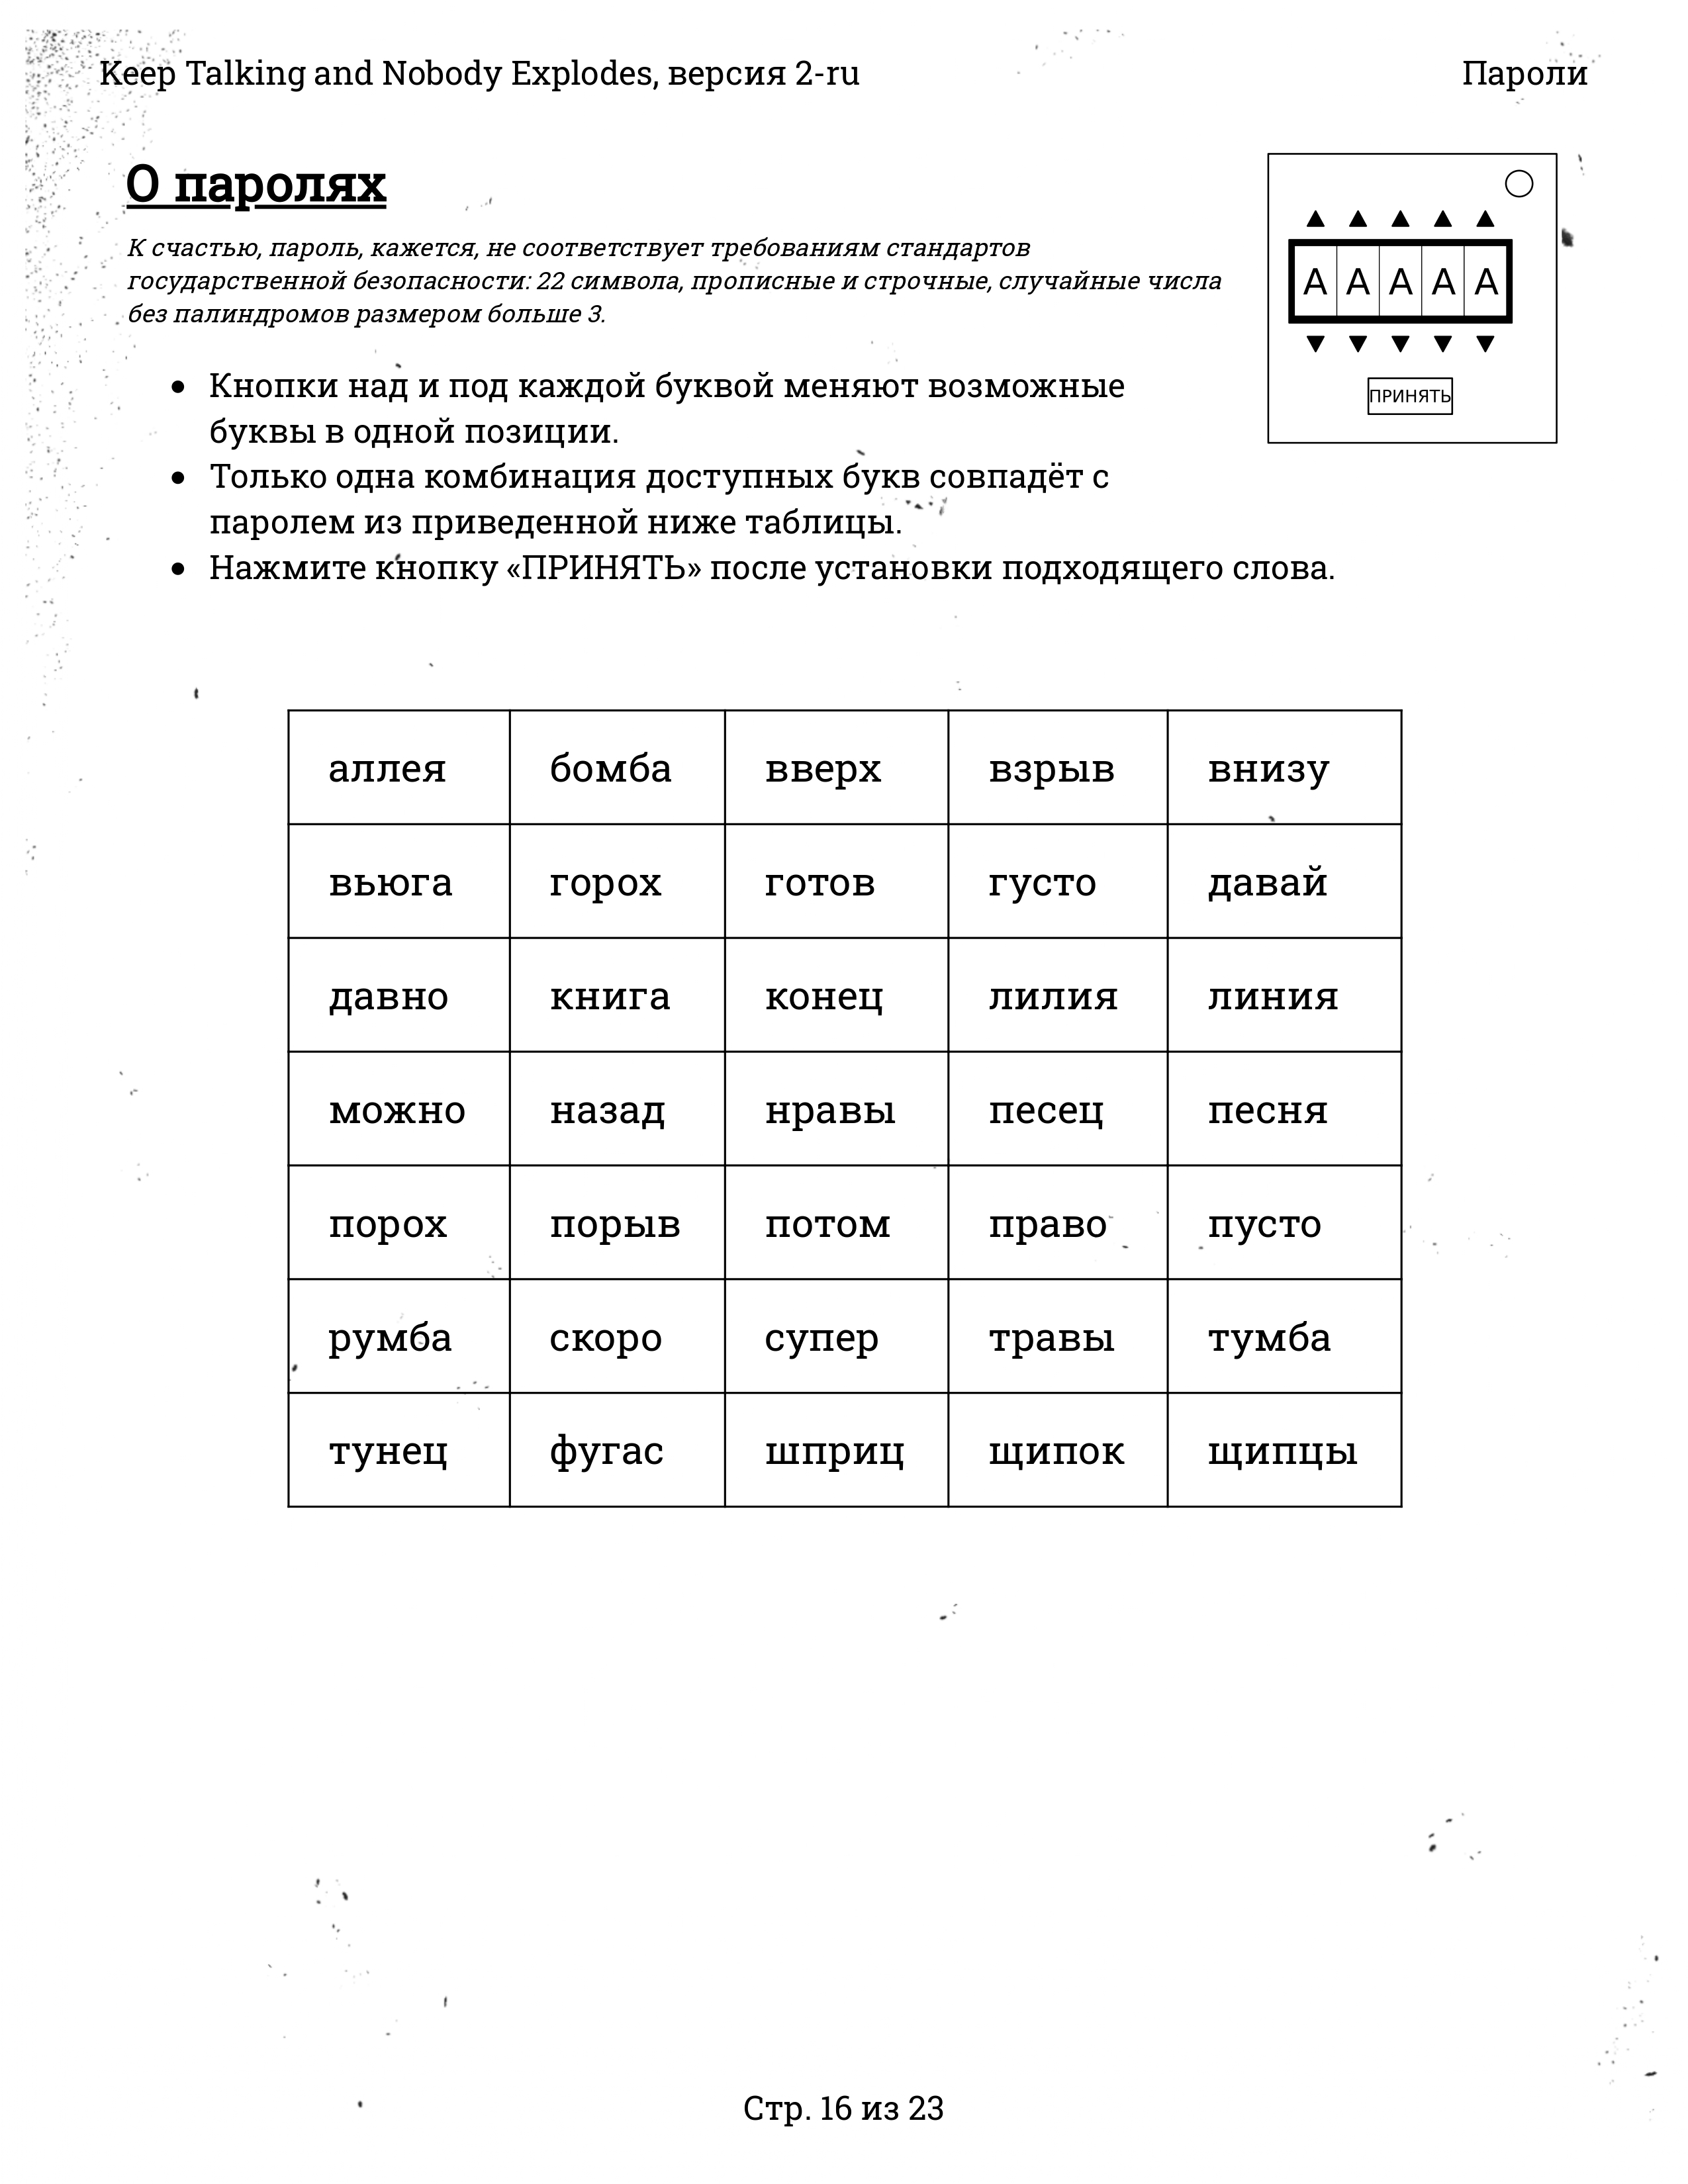 Keep Talking and Nobody Explodes, версия 2-ru
Пароли
О паролях
К счастью, пароль, кажется, не соответствует требованиям стандартов
государственной безопасности: 22 символа, прописные и строчные, случайные числа
без палиндромов размером больше 3.
А А А А А
ПРИНЯТЬ
• Кнопки над и под каждой буквой меняют возможные
буквы в одной позиции.
• Только одна комбинация доступных букв совпадёт с
паролем из приведенной ниже таблицы.
• Нажмите кнопку «ПРИНЯТЬ» после установки подходящего слова.
аллея бомба вверх взрыв внизу
вьюга горох готов густо давай
давно книга конец лилия линия
можно назад нравы песец песня
порох порыв потом право пусто
румба скоро супер травы тумба
тунец фугас шприц щипок щипцы
Стр. 16 из 23